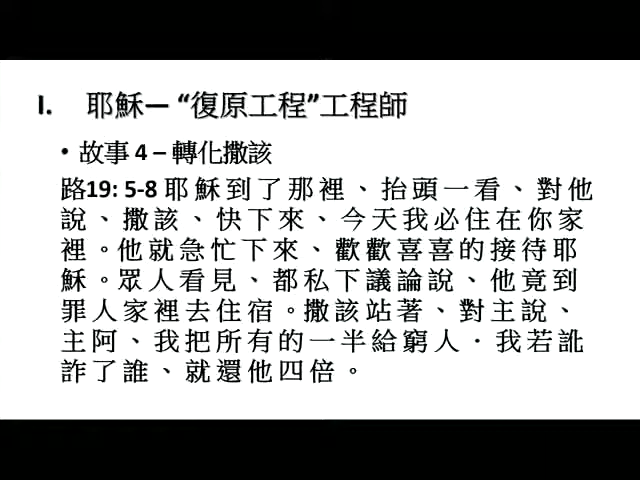 I. 耶穌— “復原工程”工程師
• 故事 4 – 轉化撒該
路19: 5-8 耶穌到了那裡、抬頭一看、對他
說、撒該、快下來、今天我必住在你家
裡。他就急忙下來、歡歡喜喜的接待耶
穌。眾人看見、都私下議論說、他竟到
罪人家裡去住宿。撒該站著、對主說、
主阿、我把所有的一半給窮人．我若訛
詐了誰、就還他四倍。